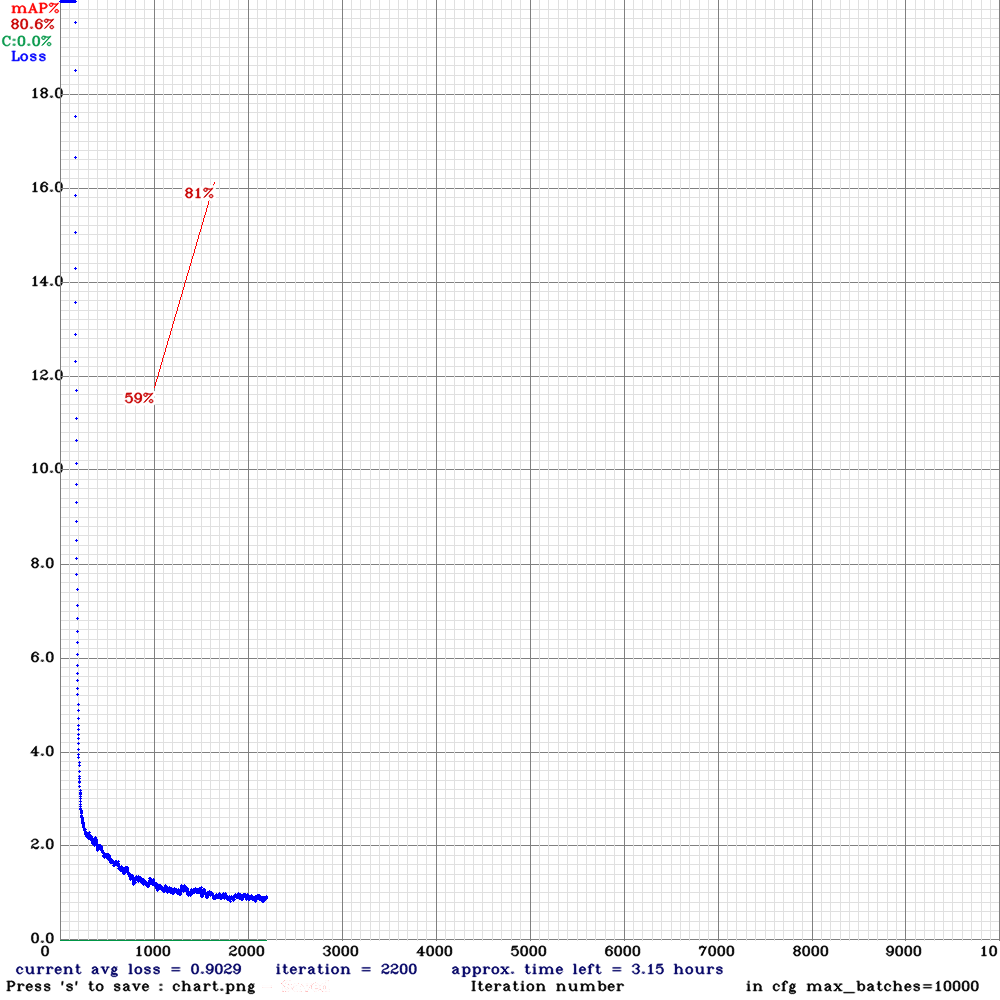 mAP%
80.6%
C:0.0%
Loss
18.0
81%
16.0
14.0
12.0
59%
10.0
8.0
6.0
4.0
2.0
0.0
0 1000 2000 3000 4000 5000 6000 7000 8000 9000 10
current avg loss = 0.9029 iteration = 2200 approx. time left = 3.15 hours
Press 's' to save : chart.png Iteration number in cfg max_batches=10000